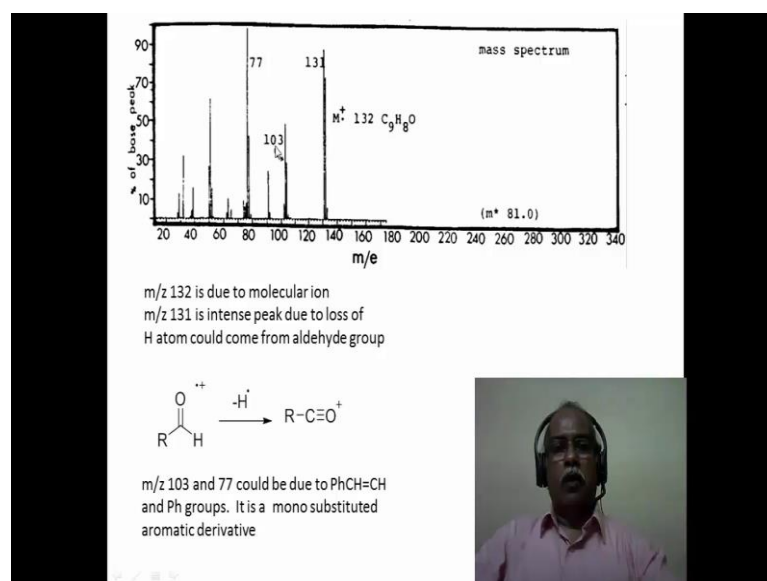 mass spectrum
90
70
50
30
10
% of base peak
77
131
103
M+· 132 C9H8O
(m* 81.0)
20 40 60 80 100 120 140 160 180 200 220 240 260 280 300 320 340
m/e
m/z 132 is due to molecular ion
m/z 131 is intense peak due to loss of
H atom could come from aldehyde group
O ·+
R H
-H·
R-C≡O+
m/z 103 and 77 could be due to PhCH=CH
and Ph groups. It is a mono substituted
aromatic derivative